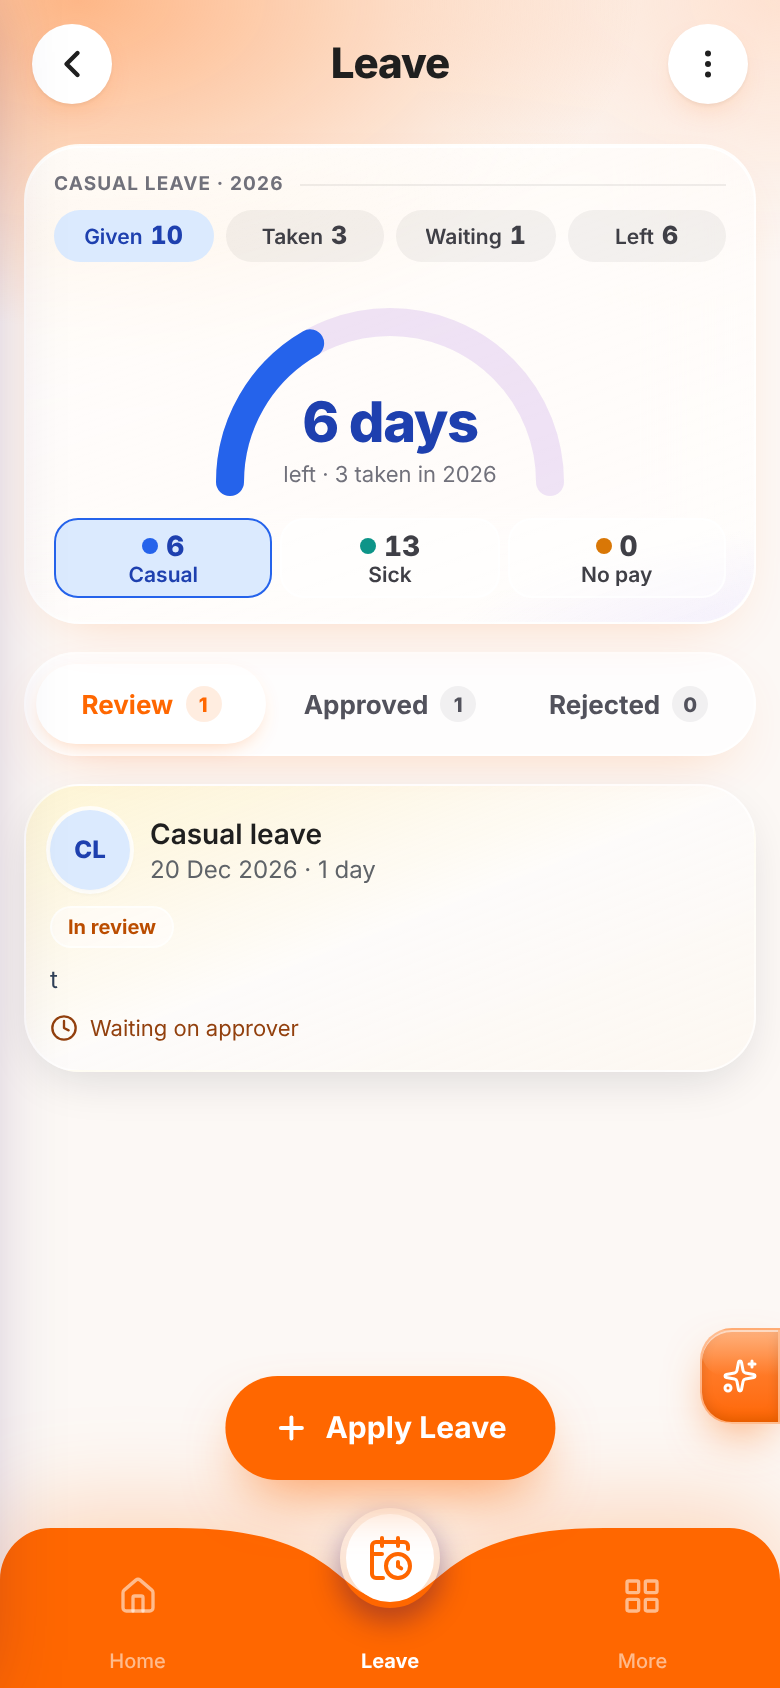 Leave
CASUAL LEAVE · 2026
Given 10
Taken 3
Waiting 1
Left 6
6 days
left · 3 taken in 2026
6
Casual
13
Sick
0
No pay
Review 1
Approved 1
Rejected 0
CL
Casual leave
20 Dec 2026 · 1 day
In review
t
Waiting on approver
+ Apply Leave
Home
Leave
More